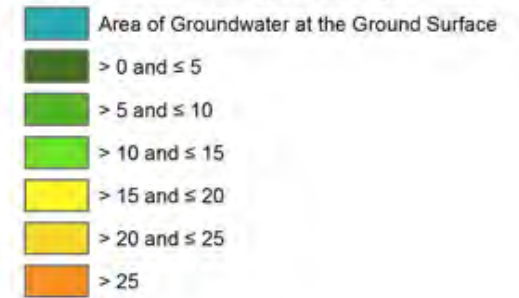 Area of Groundwater at the Ground Surface
> 0 and ≤ 5
> 5 and ≤ 10
> 10 and ≤ 15
> 15 and ≤ 20
> 20 and ≤ 25
> 25